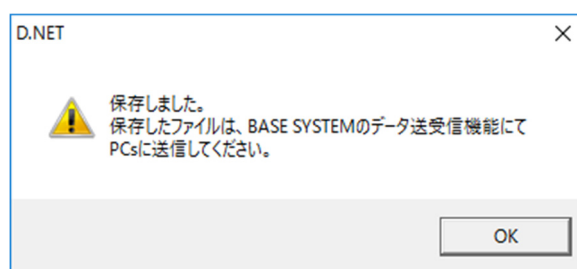 D.NET
保存しました。
保存したファイルは、BASE SYSTEMのデータ送受信機能にて
PCsに送信してください。
OK